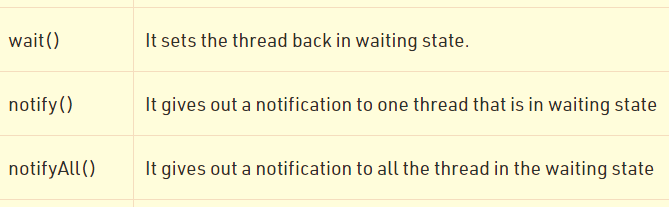 wait() It sets the thread back in waiting state.
notify() It gives out a notification to one thread that is in waiting state
notifyAll() It gives out a notification to all the thread in the waiting state